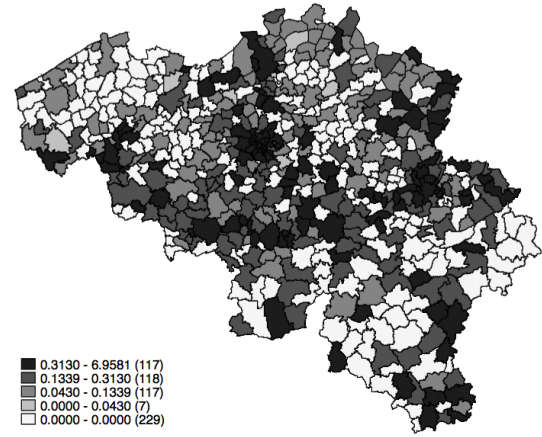 0.3130 - 6.9581 (117)
0.1339 - 0.3130 (118)
0.0430 - 0.1339 (117)
0.0000 - 0.0430 (7)
0.0000 - 0.0000 (229)